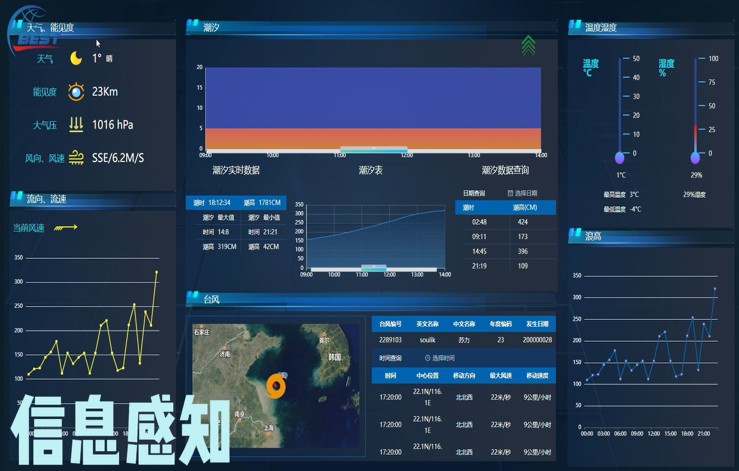 天气、能见度
BEST
天气
1° 晴
能见度
23Km
大气压
1016 hPa
风向、风速
SSE/6.2M/S
流向、流速
当前风速
350
300
250
200
150
100
50
潮汐
20
15
10
5
0
09:00 11:00 12:00 14:00
潮汐实时数据 潮汐表 潮汐数据查询
潮时 18:12:34 潮高 1781CM
潮汐 最大值 潮汐 最小值
时间 14:8 时间 21:21
潮高 319CM 潮高 42CM
350
300
250
200
150
100
50
0
09:00 10:00 11:00 12:00 13:00 14:00
日期查询 选择日期
潮时 潮高(CM)
02:48 424
09:11 173
14:45 396
21:19 109
台风
石家庄
济南
首尔
韩国
南京
上海
台风编号 英文名称 中文名称 年度编码 发生日期
2289103 soulik 苏力 23 200000028
时间查询 选择时间
时间 中心位置 移动方向 最大风速 移动速度
17:20:00 22.1N/116.1E 北北西 22米/秒 9公里/小时
17:20:00 22.1N/116.1E 北北西 22米/秒 9公里/小时
17:20:00 22.1N/116. 北北西 22米/秒 9公里/小时
温度湿度
温度
°C
50
40
30
20
10
0
1°C
最高温度 3°C
最低温度 -4°C
湿度
%
100
75
50
25
0
29%
29%湿度
浪高
350
300
250
200
150
100
50
0
00:00 03:00 06:00 09:00 12:00 15:00 18:00 21:00
信息感知